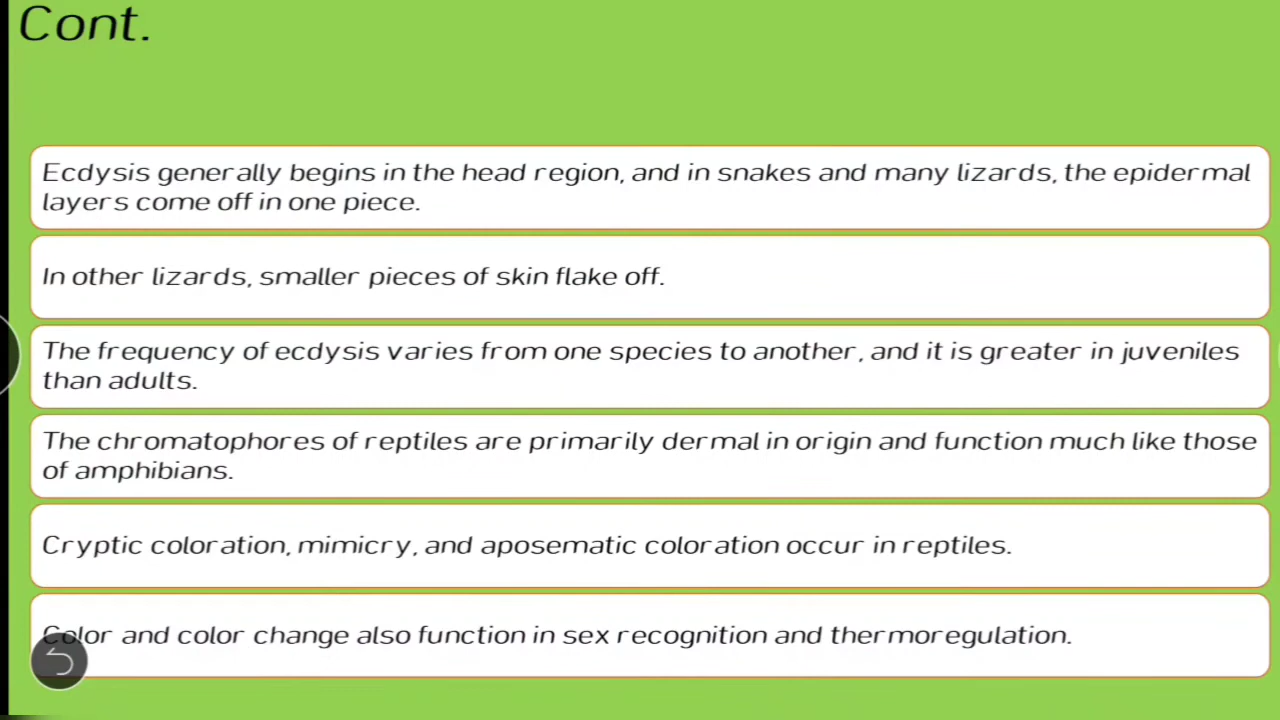 Cont.
Ecdysis generally begins in the head region, and in snakes and many lizards, the epidermal
layers come off in one piece.
In other lizards, smaller pieces of skin flake off.
The frequency of ecdysis varies from one species to another, and it is greater in juveniles
than adults.
The chromatophores of reptiles are primarily dermal in origin and function much like those
of amphibians.
Cryptic coloration, mimicry, and aposematic coloration occur in reptiles.
Color and color change also function in sex recognition and thermoregulation.